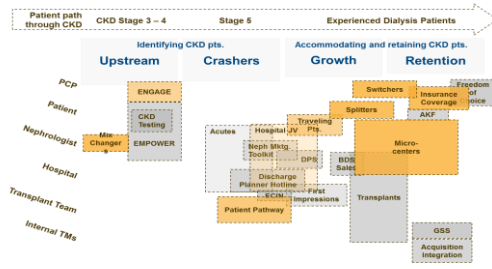 Patient path
through CKD
CKD Stage 3 – 4
Stage 5
Experienced Dialysis Patients
Identifying CKD pts.
Accommodating and retaining CKD pts.
Upstream
Crashers
Growth
Retention
PCP
Patient
Nephrologist
Hospital
Transplant Team
Internal TMs
ENGAGE
CKD
Testing
EMPOWER
Mix
Changer
s
Acutes
Hospital JV
Neph Mktg.
Toolkit
Discharge
Planner Hotline
ECIN
Patient Pathway
Traveling
Pts.
DPS
First
Impressions
Splitters
Switchers
BDS
Sales
Insurance
Coverage
AKF
Freedom
of
Choice
Micro-
centers
Transplants
GSS
Acquisition
Integration